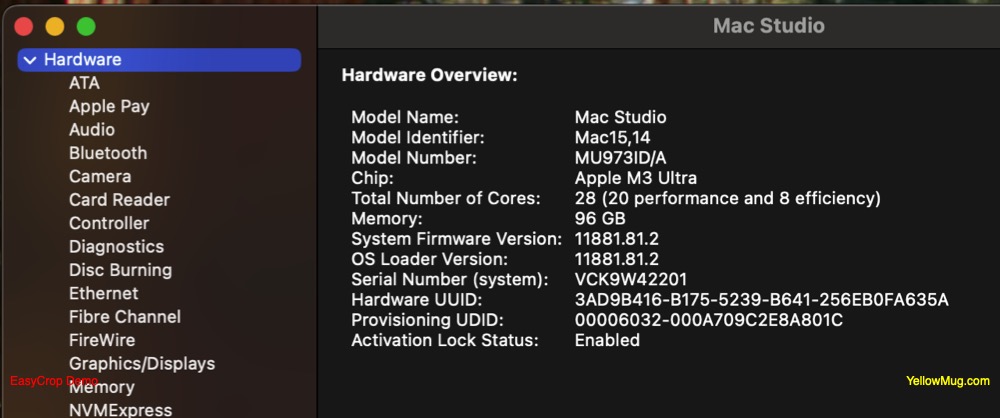 Mac Studio
Hardware
ATA
Apple Pay
Audio
Bluetooth
Camera
Card Reader
Controller
Diagnostics
Disc Burning
Ethernet
Fibre Channel
FireWire
Graphics/Displays
Memory
NVMExpress
Hardware Overview:
Model Name: Mac Studio
Model Identifier: Mac15,14
Model Number: MU973ID/A
Chip: Apple M3 Ultra
Total Number of Cores: 28 (20 performance and 8 efficiency)
Memory: 96 GB
System Firmware Version: 11881.81.2
OS Loader Version: 11881.81.2
Serial Number (system): VCK9W42201
Hardware UUID: 3AD9B416-B175-5239-B641-256EB0FA635A
Provisioning UDID: 00006032-000A709C2E8A801C
Activation Lock Status: Enabled
EasyCrop Demo
YellowMug.com